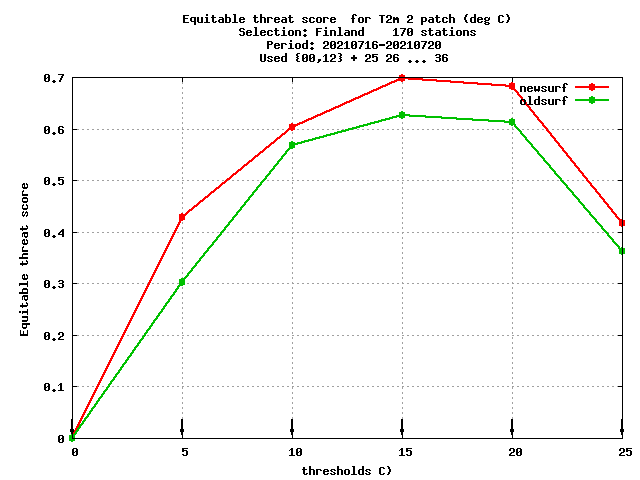 Equitable threat score  for T2m 2 patch (deg C)
Selection: Finland    170 stations
Period: 20210716-20210720
Used {00,12} + 25 26 ... 36
newsurf
oldsurf
Equitable threat score
0.7
0.6
0.5
0.4
0.3
0.2
0.1
0
0 5 10 15 20 25
thresholds C)